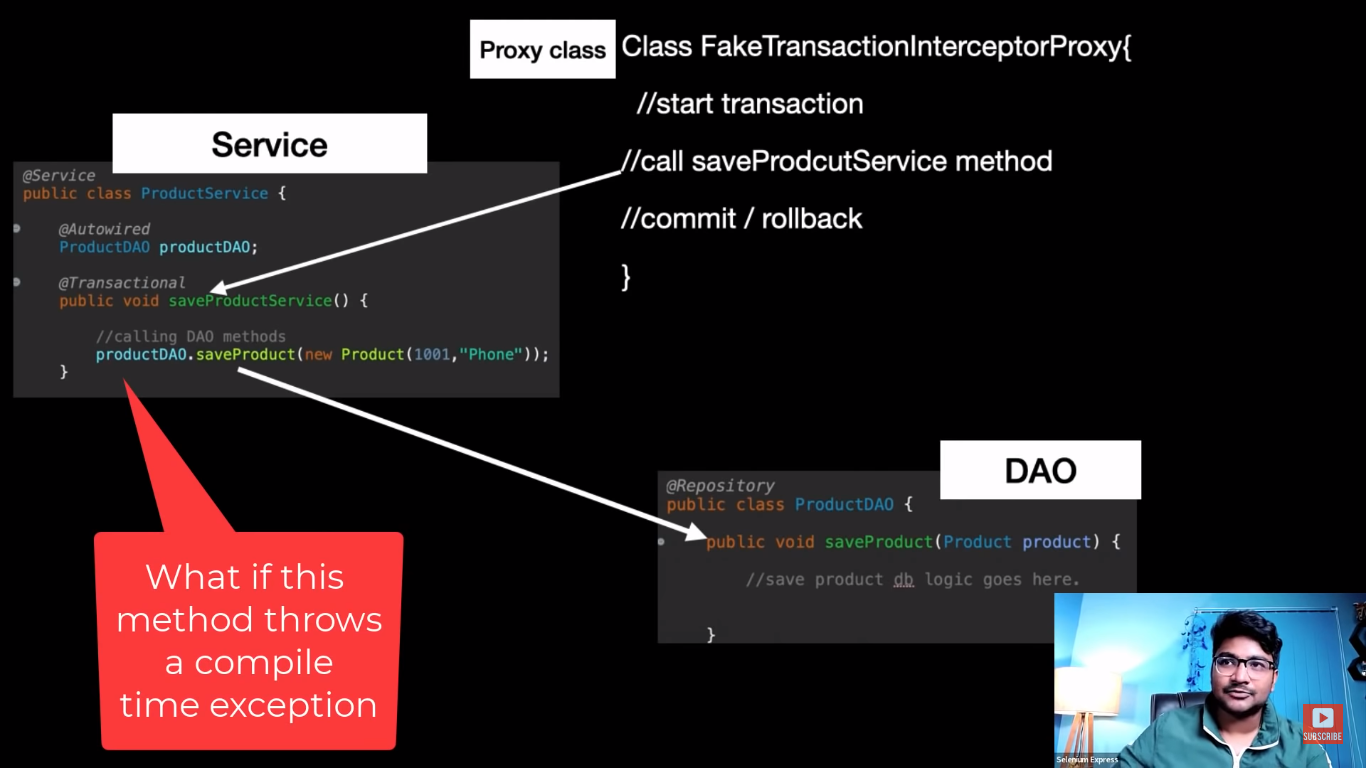 Proxy class
Class FakeTransactionInterceptorProxy{
//start transaction
//call saveProdcutService method
//commit / rollback
}
Service
@Service
public class ProductService {
@Autowired
ProductDAO productDAO;
@Transactional
public void saveProductService() {
//calling DAO methods
productDAO.saveProduct(new Product(1001,"Phone"));
}
What if this
method throws
a compile
time exception
DAO
@Repository
public class ProductDAO {
public void saveProduct(Product product) {
//save product db logic goes here.
}
SUBSCRIBE
Selenium Express